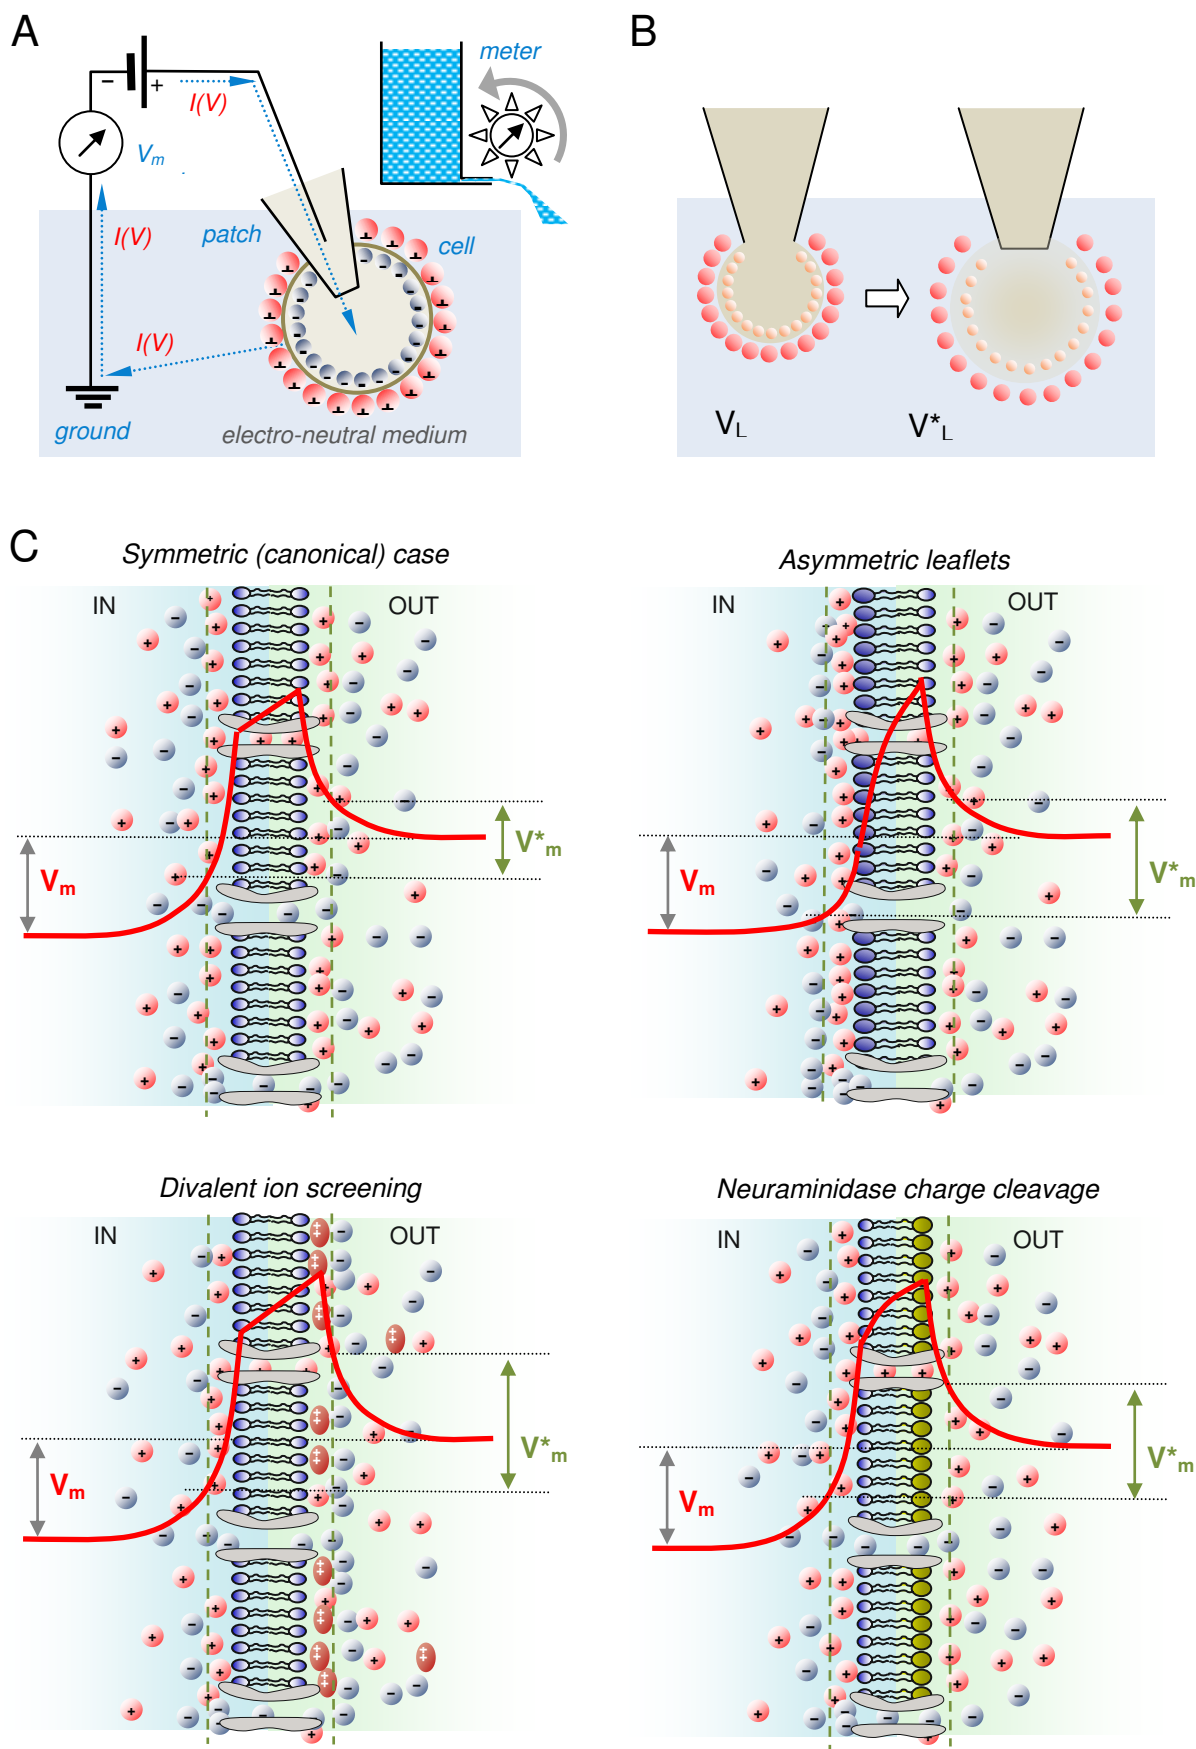 A
B
meter
− +
I(V)
Vm
I(V)
patch
cell
I(V)
ground
electro-neutral medium
VL
V*L
C
Symmetric (canonical) case
Asymmetric leaflets
IN
OUT
IN
OUT
V*m
Vm
V*m
Vm
Divalent ion screening
Neuraminidase charge cleavage
IN
OUT
IN
OUT
V*m
Vm
V*m
Vm